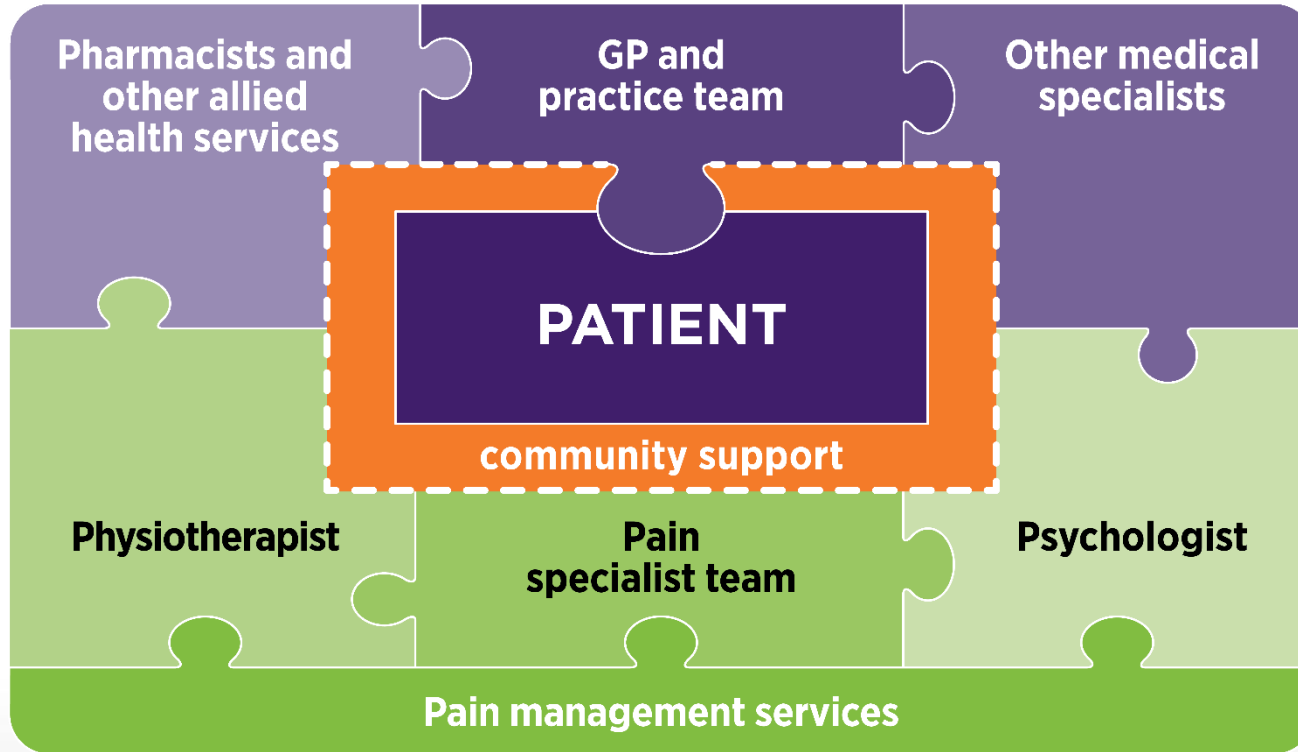 Pharmacists and
other allied
health services
GP and
practice team
Other medical
specialists
PATIENT
community support
Physiotherapist
Pain
specialist team
Psychologist
Pain management services